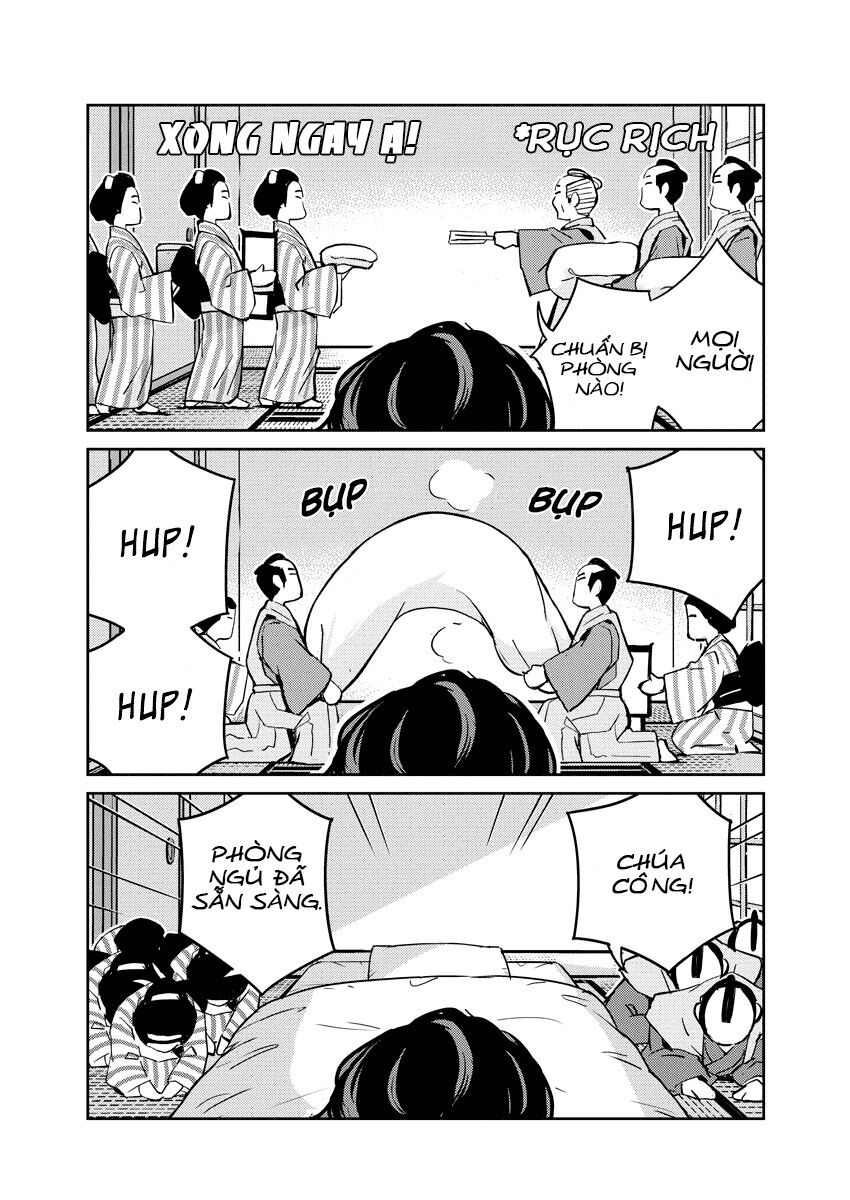 *RỤC RỊCH
XONG NGAY Ạ!
MỌI
NGƯỜI
CHUẨN BỊ
PHÒNG
NÀO!
HUP!
BỤP
BỤP
HUP!
HUP!
CHÚA
CÔNG!
PHÒNG
NGỦ ĐÃ
SẴN SÀNG.